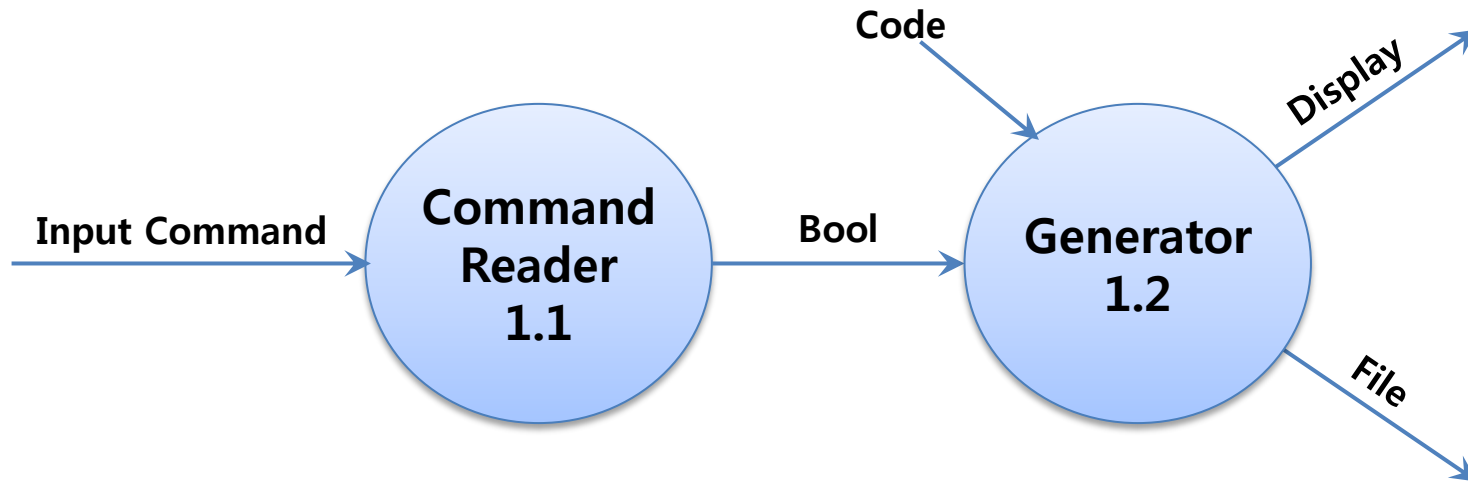 Code
Display
Input Command
Command
Reader
1.1
Bool
Generator
1.2
File